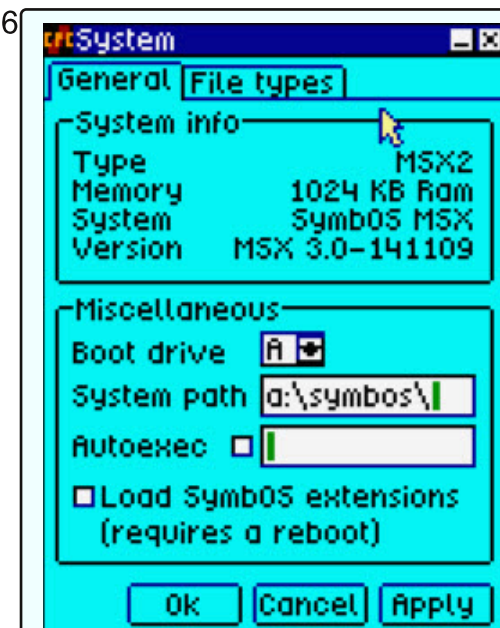 6
System
General File types
System info
Type MSX2
Memory 1024 KB Ram
System SymbOS MSX
Version MSX 3.0-141109
Miscellaneous
Boot drive A
System path a:\symbos\
Autoexec
Load SymbOS extensions
(requires a reboot)
Ok Cancel Apply